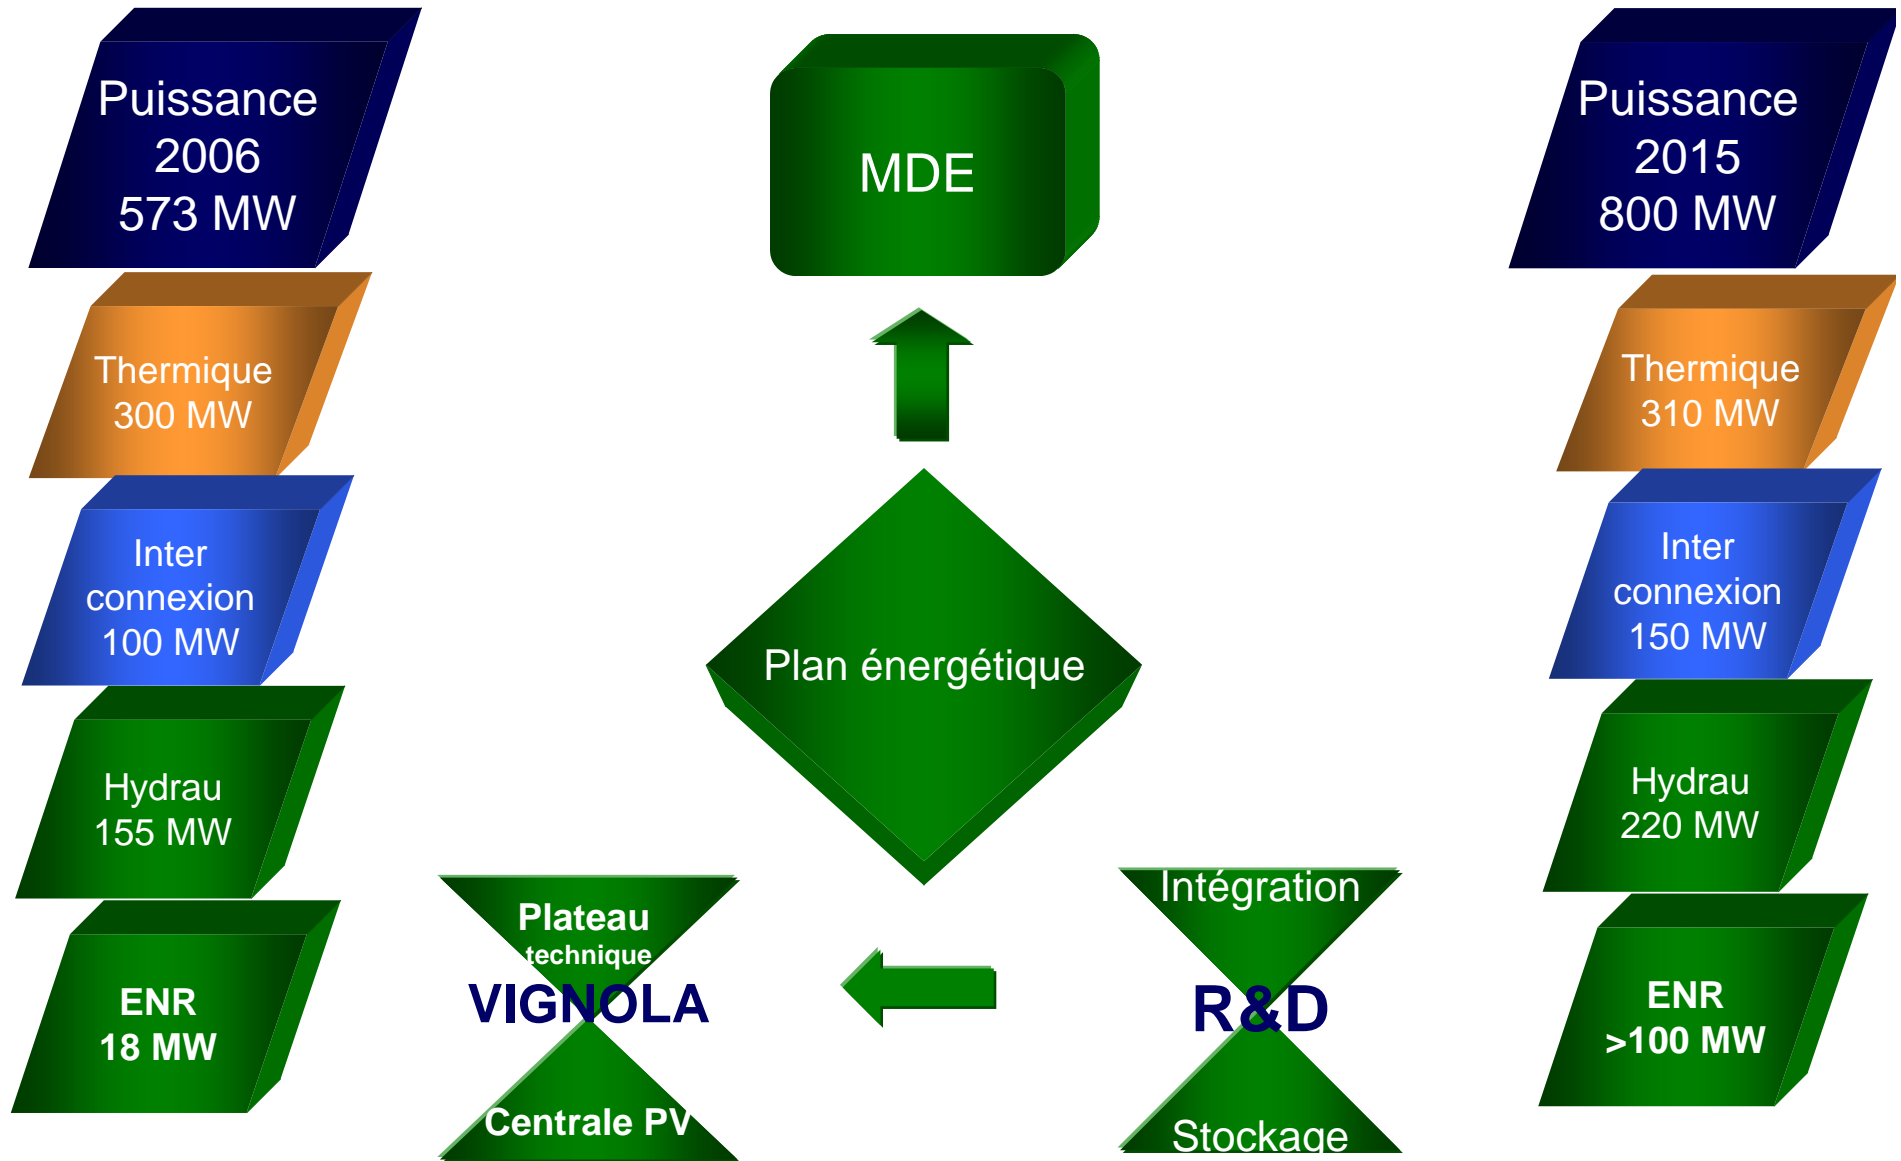 Puissance
2006
573 MW
Thermique
300 MW
Inter
connexion
100 MW
Hydrau
155 MW
ENR
18 MW
MDE
Plan énergétique
Plateau
technique
VIGNOLA
Centrale PV
Intégration
R&D
Stockage
Puissance
2015
800 MW
Thermique
310 MW
Inter
connexion
150 MW
Hydrau
220 MW
ENR
>100 MW